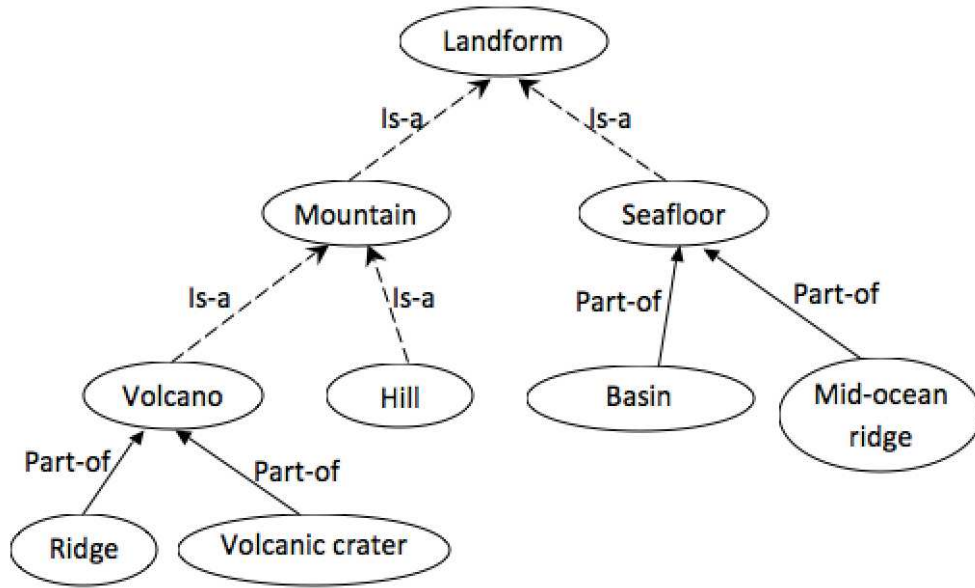 Landform
Is-a
Is-a
Mountain
Seafloor
Is-a
Is-a
Part-of
Part-of
Volcano
Hill
Basin
Mid-ocean
ridge
Part-of
Part-of
Ridge
Volcanic crater